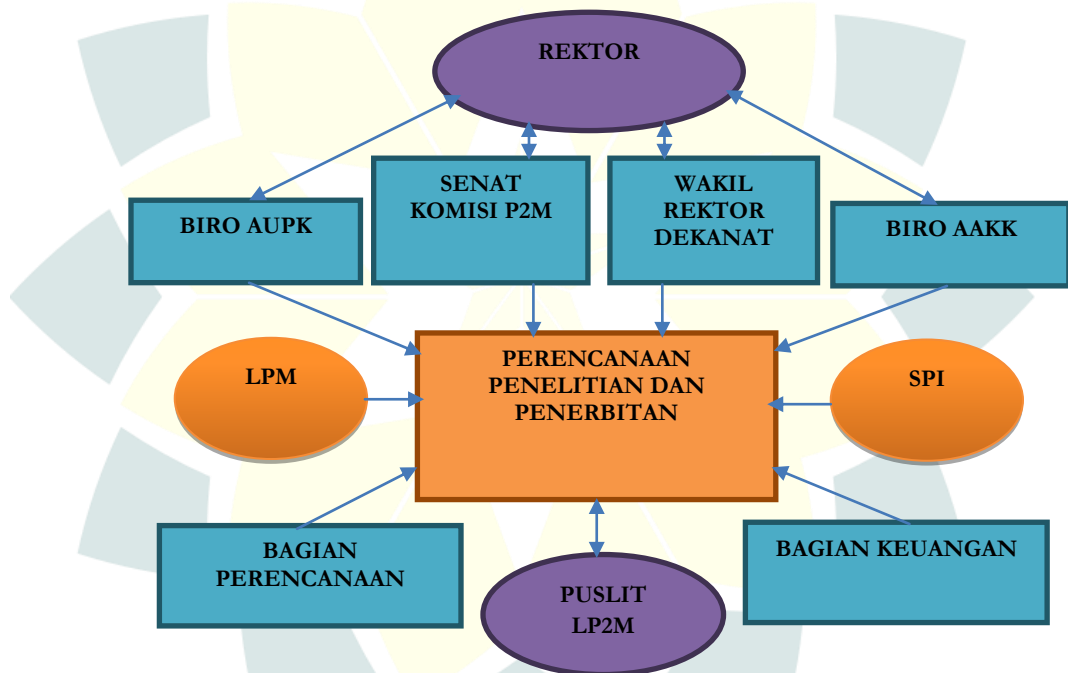 REKTOR
SENAT
KOMISI P2M
WAKIL
REKTOR
DEKANAT
BIRO AUPK
BIRO AAKK
PERENCANAAN
PENELITIAN DAN
PENERBITAN
LPM
SPI
BAGIAN
PERENCANAAN
BAGIAN KEUANGAN
PUSLIT
LP2M